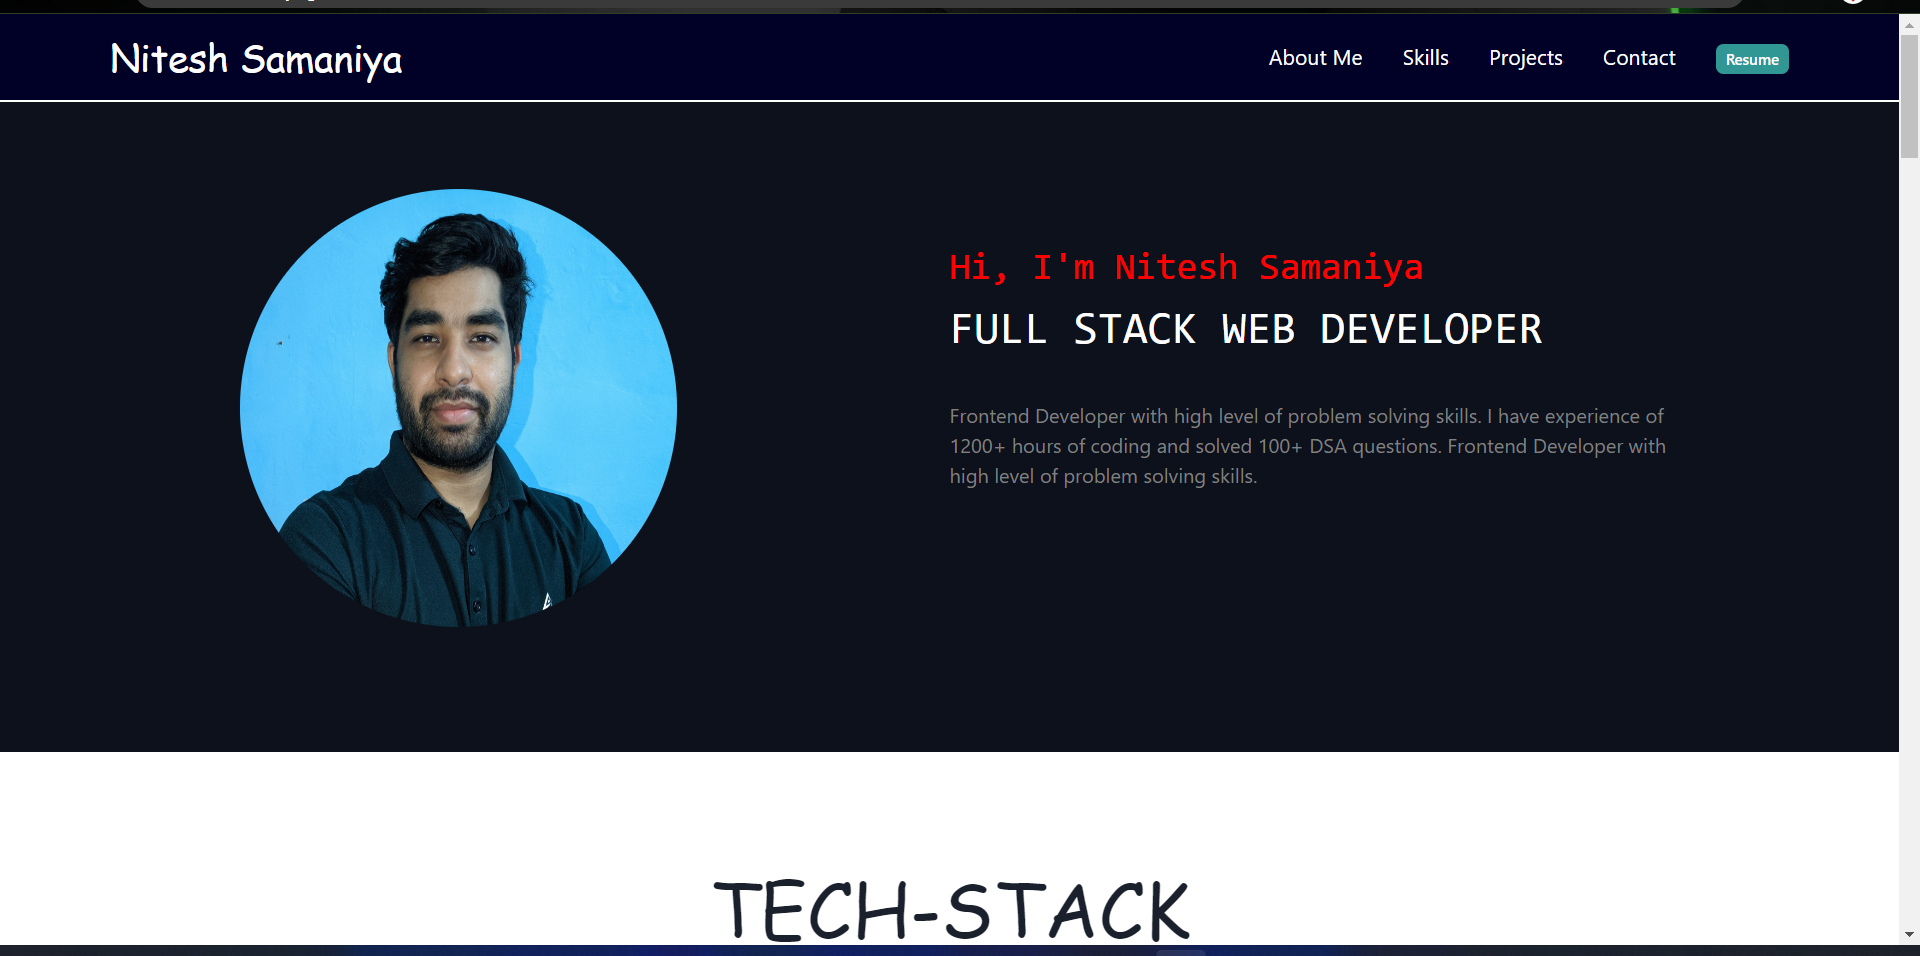 Nitesh Samaniya
About Me Skills Projects Contact Resume
Hi, I'm Nitesh Samaniya
FULL STACK WEB DEVELOPER
Frontend Developer with high level of problem solving skills. I have experience of
1200+ hours of coding and solved 100+ DSA questions. Frontend Developer with
high level of problem solving skills.
TECH-STACK